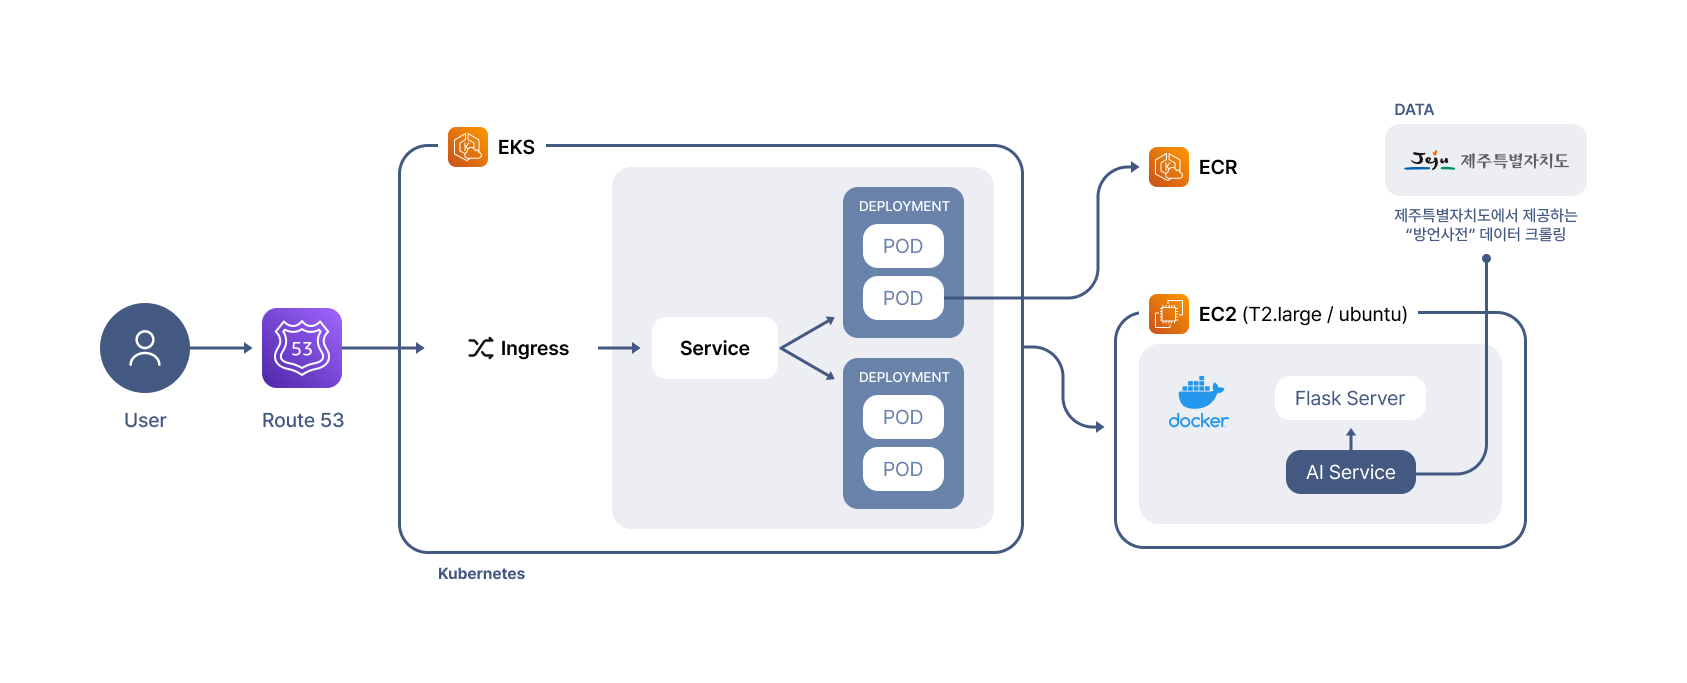 User
53
Route 53
EKS
Ingress
Service
DEPLOYMENT
POD
POD
DEPLOYMENT
POD
POD
Kubernetes
ECR
DATA
Jeju 제주특별자치도
제주특별자치도에서 제공하는
“방언사전” 데이터 크롤링
EC2 (T2.large / ubuntu)
docker
Flask Server
AI Service